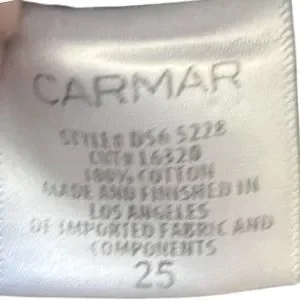 CARMAR
STYLE# DS6 5228
CUT# L6320
100% COTTON
MADE AND FINISHED IN
LOS ANGELES
OF IMPORTED FABRIC AND
COMPONENTS
25